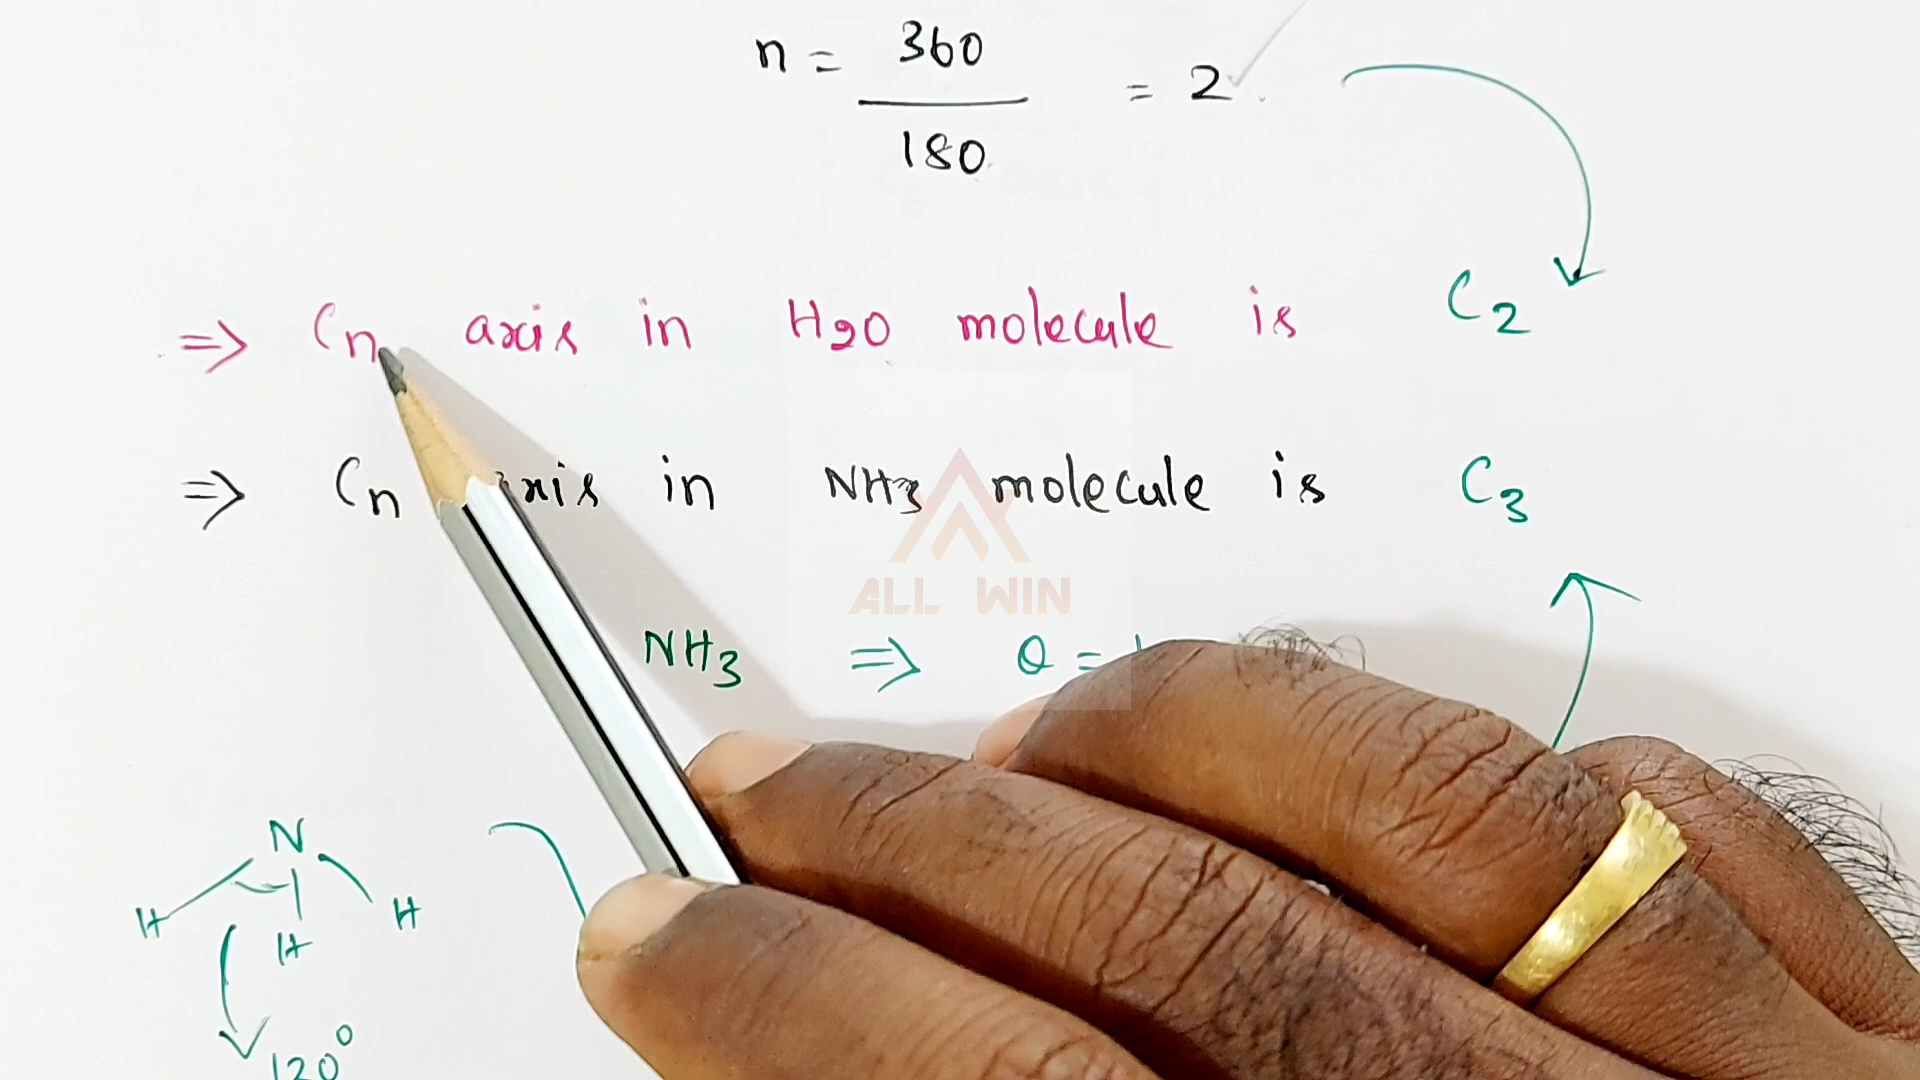 n = 360 / 180 = 2
⇒ Cn axis in H2O molecule is C2
⇒ Cn axis in NH3 molecule is C3
ALL WIN
NH3 ⇒ θ =
N
H H H
120°